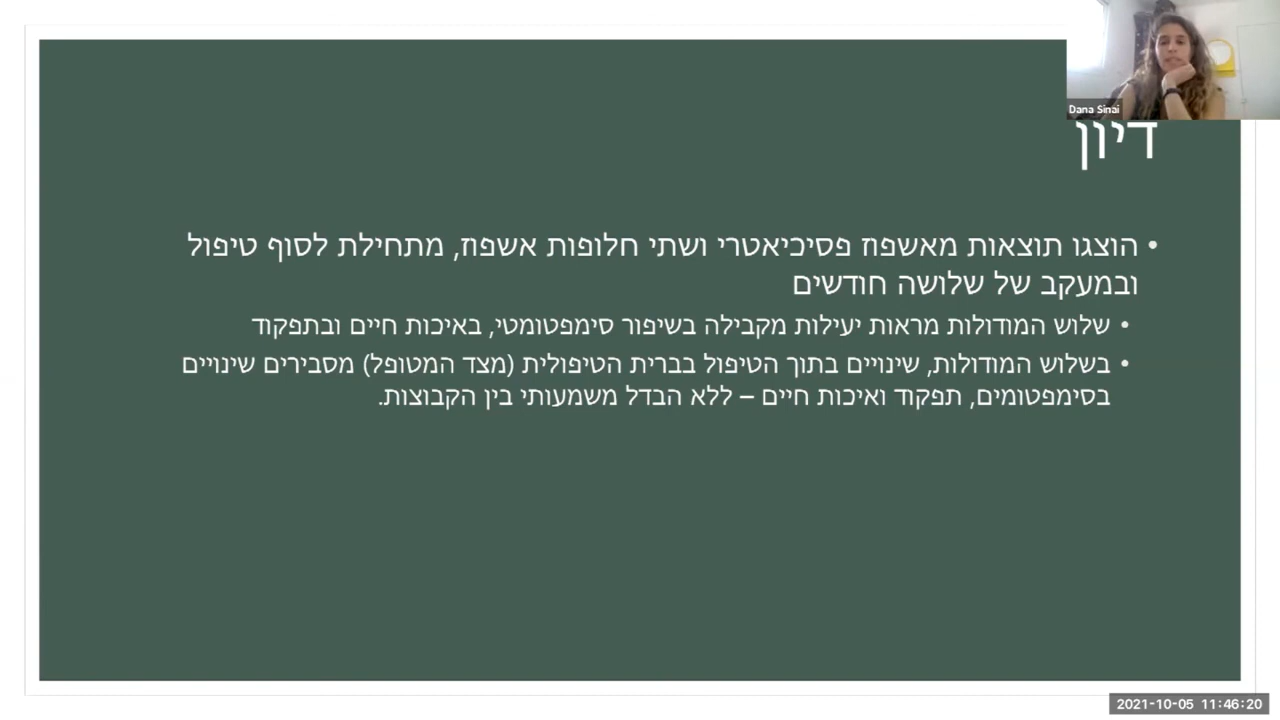 Dana Sinai
דיון
• הוצגו תוצאות מאשפוז פסיכיאטרי ושתי חלופות אשפוז, מתחילת לסוף טיפול
ובמעקב של שלושה חודשים
• שלוש המודולות מראות יעילות מקבילה בשיפור סימפטומטי, באיכות חיים ובתפקוד
• בשלוש המודולות, שינויים בתוך הטיפול בברית הטיפולית (מצד המטופל) מסבירים שינויים
בסימפטומים, תפקוד ואיכות חיים – ללא הבדל משמעותי בין הקבוצות.
2021-10-05 11:46:20